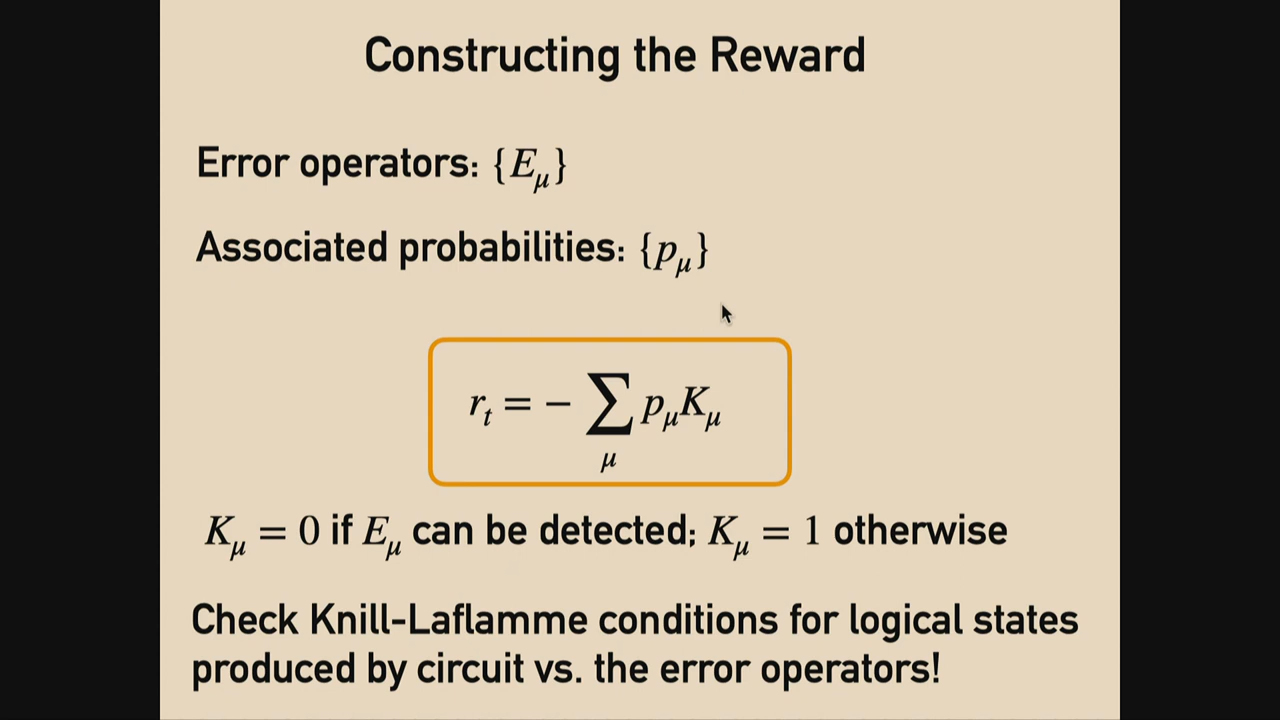 Constructing the Reward
Error operators: {E_μ}
Associated probabilities: {p_μ}
r_t = − ∑_μ p_μ K_μ
K_μ = 0 if E_μ can be detected; K_μ = 1 otherwise
Check Knill-Laflamme conditions for logical states
produced by circuit vs. the error operators!